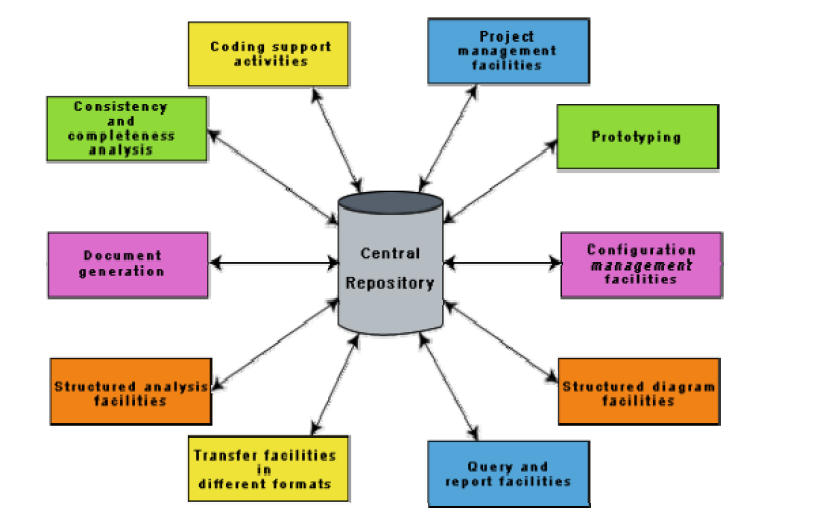 Coding support
activities
Project
management
facilities
Consistency
and
completeness
analysis
Prototyping
Document
generation
Central
Repository
Configuration
management
facilities
Structured analysis
facilities
Structured diagram
facilities
Transfer facilities
in
different formats
Query and
report facilities